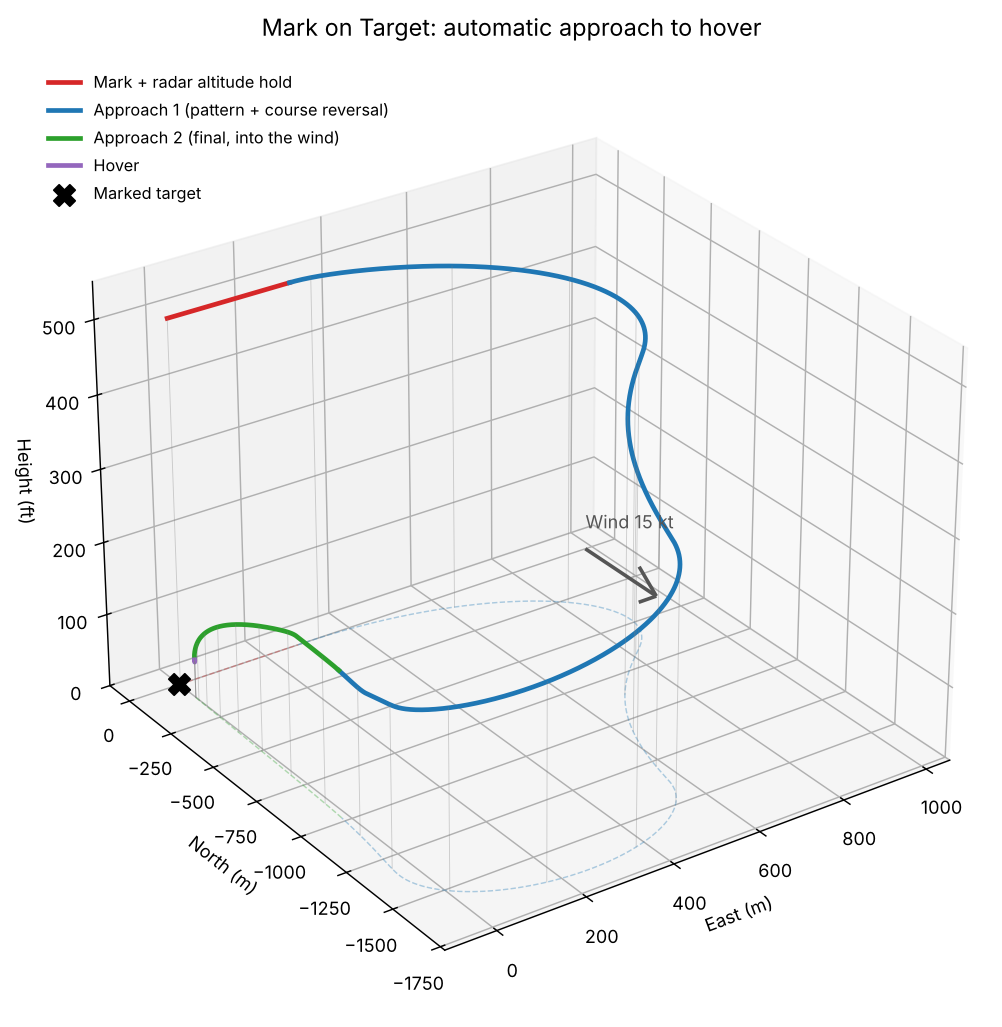 Mark on Target: automatic approach to hover
Mark + radar altitude hold
Approach 1 (pattern + course reversal)
Approach 2 (final, into the wind)
Hover
Marked target
500
400
300
200
100
0
Height (ft)
Wind 15 kt
0
−250
−500
−750
−1000
−1250
−1500
−1750
North (m)
0
200
400
600
800
1000
East (m)